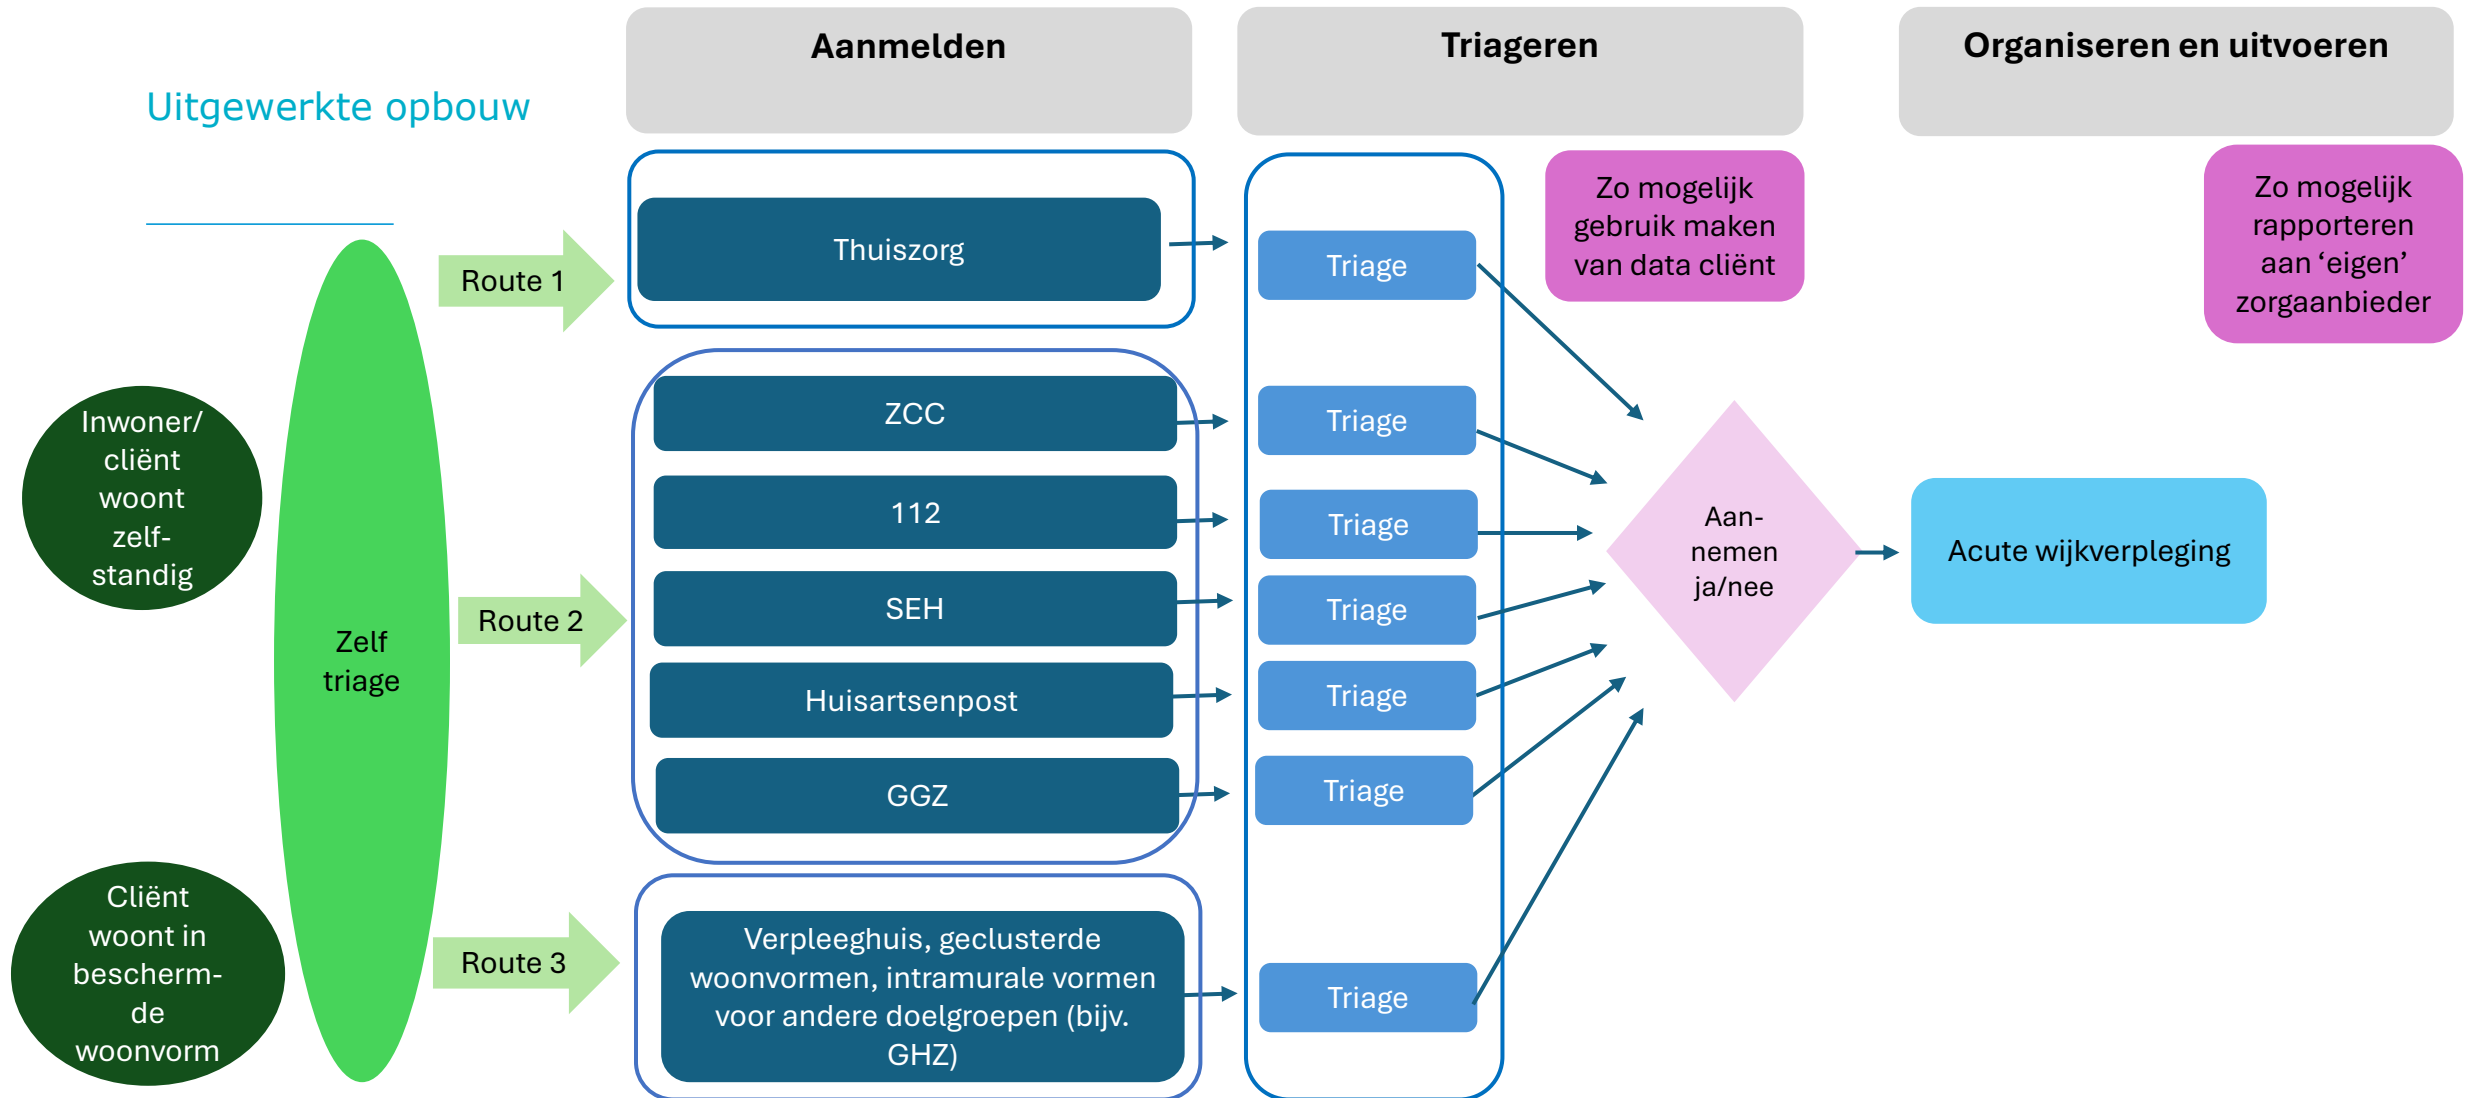 Uitgewerkte opbouw
Aanmelden
Triageren
Organiseren en uitvoeren
Inwoner/
cliënt
woont
zelf-
standig
Cliënt
woont in
bescherm-
de
woonvorm
Zelf
triage
Route 1
Route 2
Route 3
Thuiszorg
ZCC
112
SEH
Huisartsenpost
GGZ
Verpleeghuis, geclusterde
woonvormen, intramurale vormen
voor andere doelgroepen (bijv.
GHZ)
Triage
Triage
Triage
Triage
Triage
Triage
Triage
Zo mogelijk
gebruik maken
van data cliënt
Aan-
nemen
ja/nee
Zo mogelijk
rapporteren
aan ‘eigen’
zorgaanbieder
Acute wijkverpleging